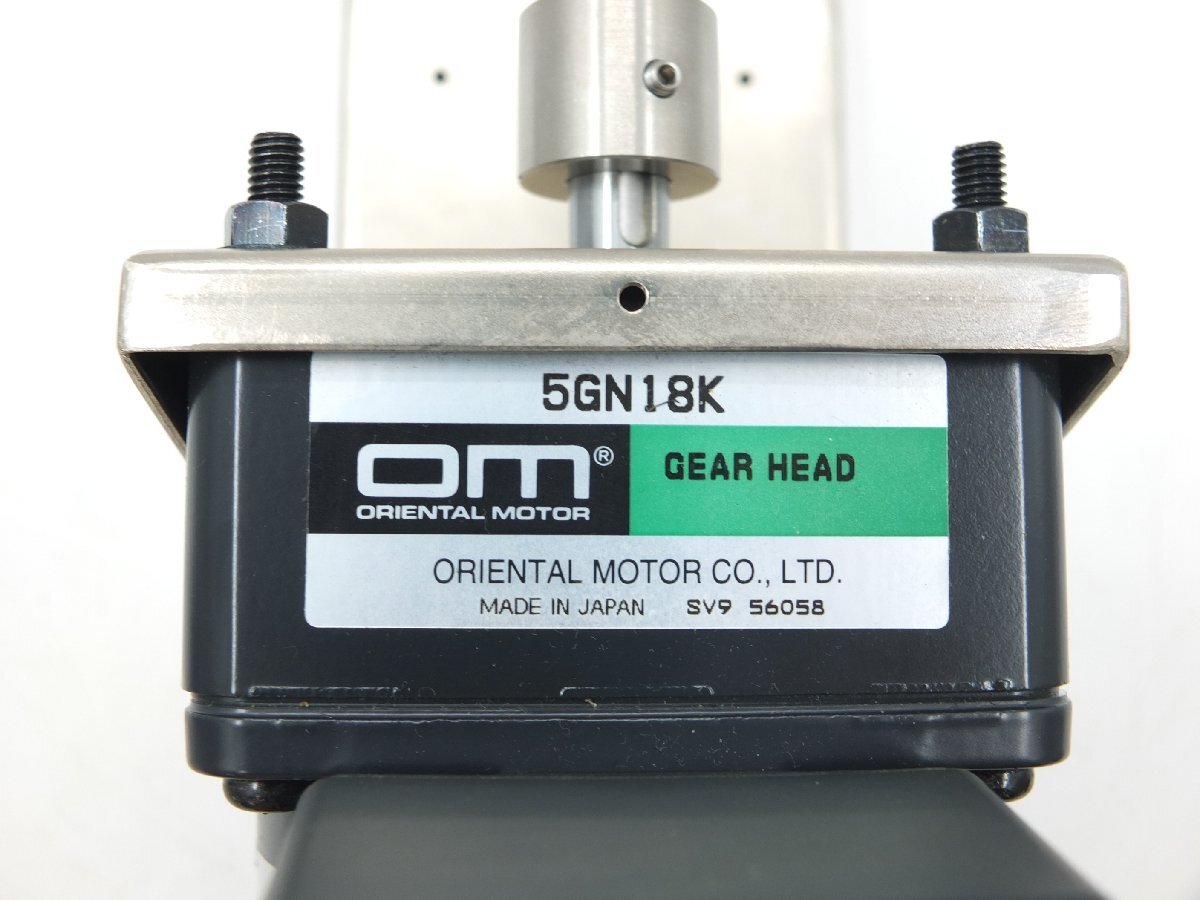 5GN18K
OM®
ORIENTAL MOTOR
GEAR HEAD
ORIENTAL MOTOR CO., LTD.
MADE IN JAPAN SV9 56058